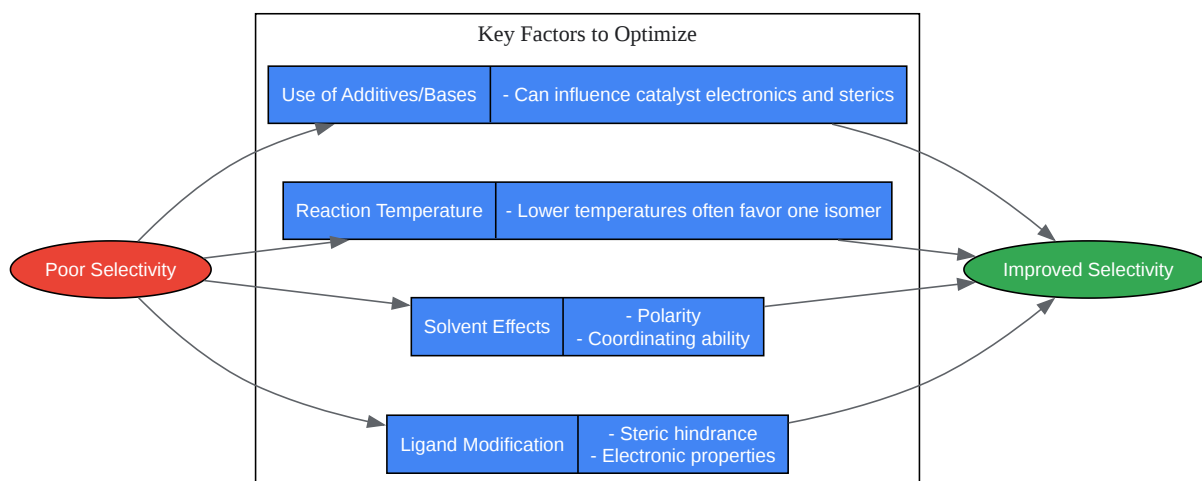 Key Factors to Optimize
Use of Additives/Bases
- Can influence catalyst electronics and sterics
Reaction Temperature
- Lower temperatures often favor one isomer
Poor Selectivity
Improved Selectivity
Solvent Effects
- Polarity
- Coordinating ability
Ligand Modification
- Steric hindrance
- Electronic properties